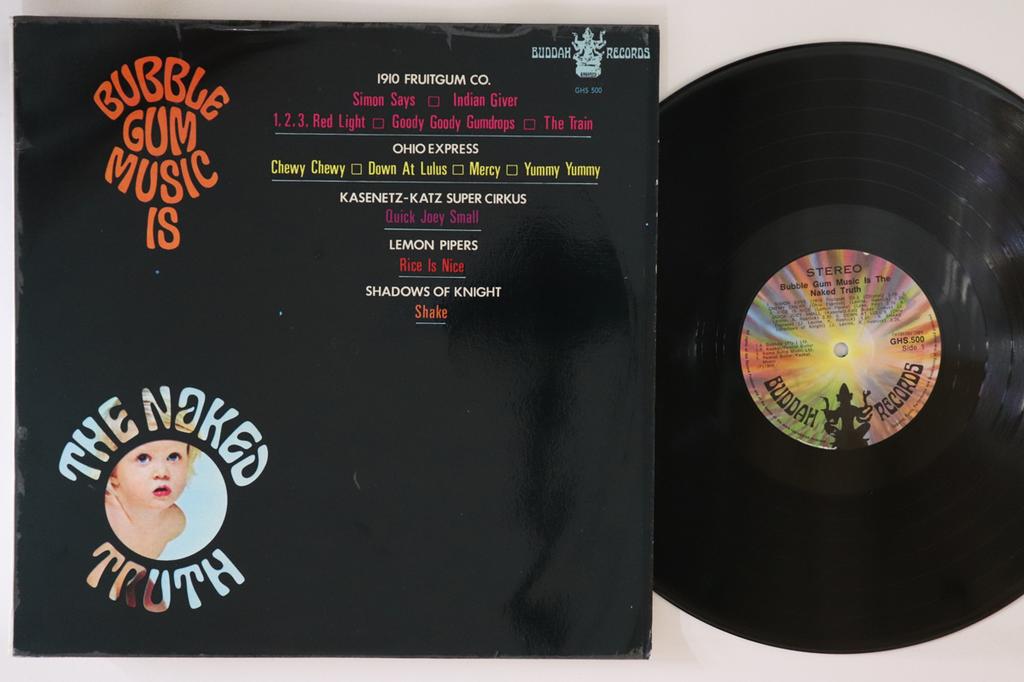 BUBBLE
GUM
MUSIC
IS
THE NAKED
TRUTH
BUDDAH RECORDS
GHS 500
1910 FRUITGUM CO.
Simon Says □ Indian Giver
1.2.3. Red Light □ Goody Goody Gumdrops □ The Train
OHIO EXPRESS
Chewy Chewy □ Down At Lulus □ Mercy □ Yummy Yummy
KASENETZ-KATZ SUPER CIRKUS
Quick Joey Small
LEMON PIPERS
Rice Is Nice
SHADOWS OF KNIGHT
Shake
STEREO
Bubble Gum Music Is The
Naked Truth
GHS.500
Side 1
BUDDAH RECORDS